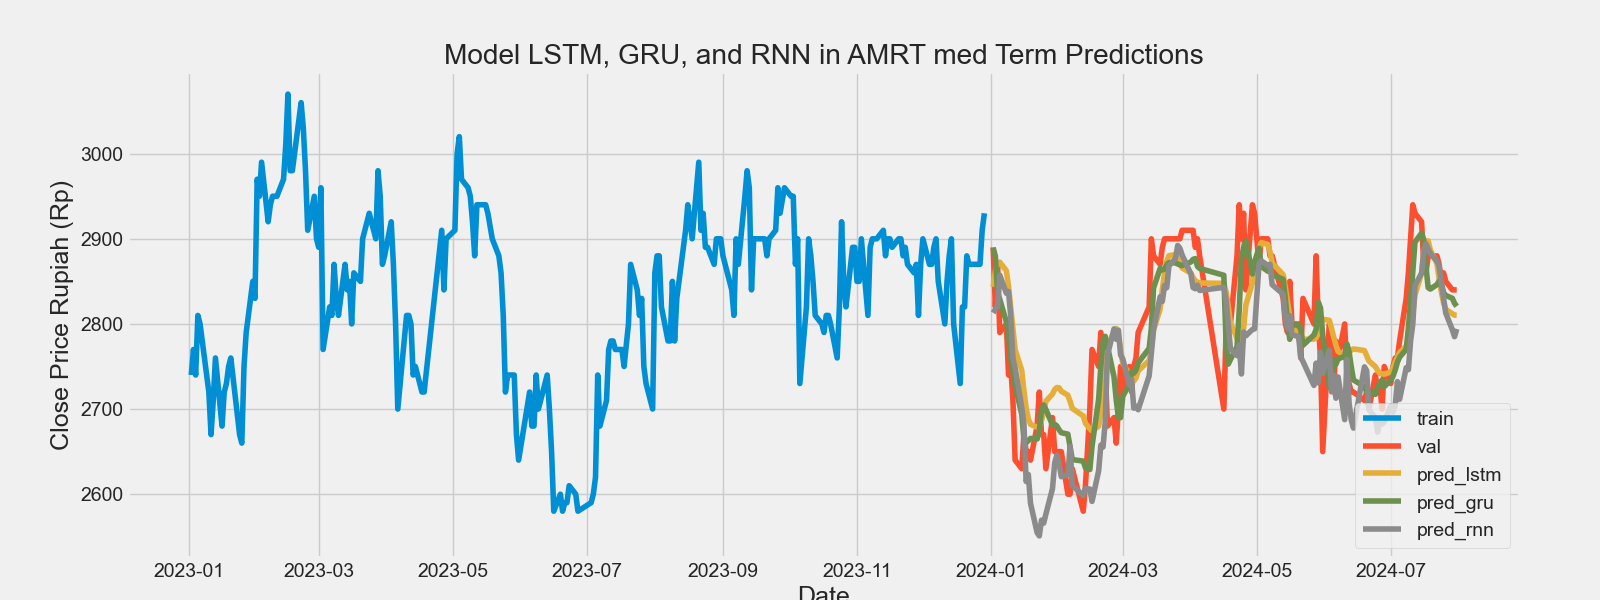 Model LSTM, GRU, and RNN in AMRT med Term Predictions
Close Price Rupiah (Rp)
3000
2900
2800
2700
2600
train
val
pred_lstm
pred_gru
pred_rnn
2023-01 2023-03 2023-05 2023-07 2023-09 2023-11 2024-01 2024-03 2024-05 2024-07
Date